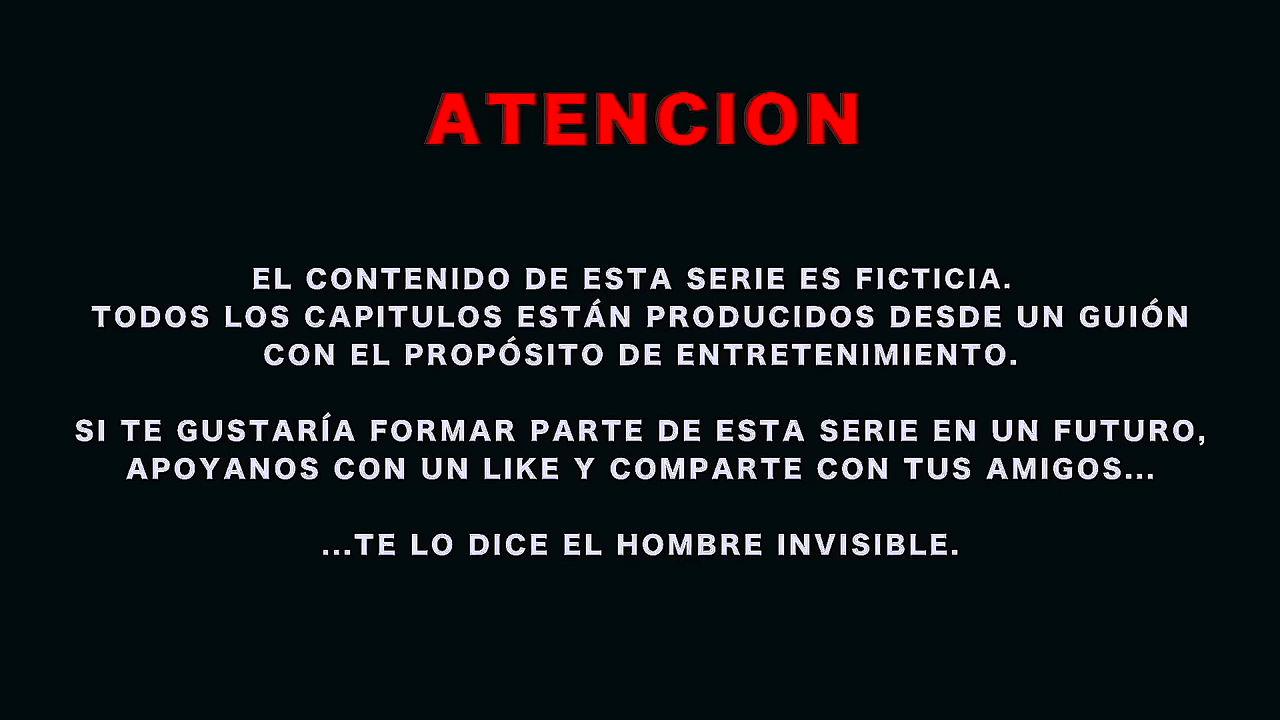 ATENCION
EL CONTENIDO DE ESTA SERIE ES FICTICIA.
TODOS LOS CAPITULOS ESTÁN PRODUCIDOS DESDE UN GUIÓN
CON EL PROPÓSITO DE ENTRETENIMIENTO.
SI TE GUSTARÍA FORMAR PARTE DE ESTA SERIE EN UN FUTURO,
APOYANOS CON UN LIKE Y COMPARTE CON TUS AMIGOS...
...TE LO DICE EL HOMBRE INVISIBLE.